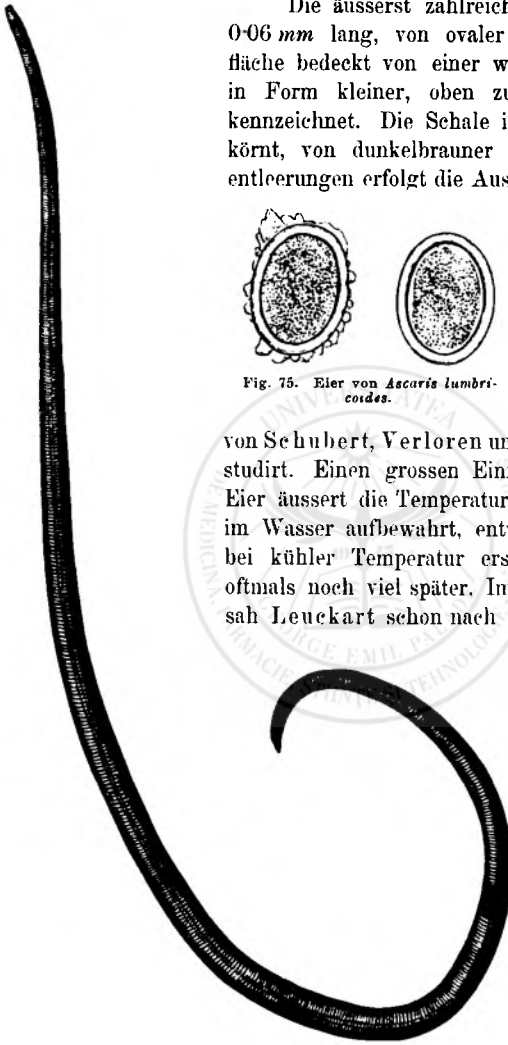 Die äusserst zahlreich
0·06 mm lang, von ovaler
fläche bedeckt von einer w
in Form kleiner, oben zu
kennzeichnet. Die Schale i
körnt, von dunkelbrauner
entleerungen erfolgt die Aus
Fig. 75. Eier von Ascaris lumbri-
coides.
von Schubert, Verloren un
studirt. Einen grossen Ein
Eier äussert die Temperatur
im Wasser aufbewahrt, ent
bei kühler Temperatur ers
oftmals noch viel später. In
sah Leuckart schon nach